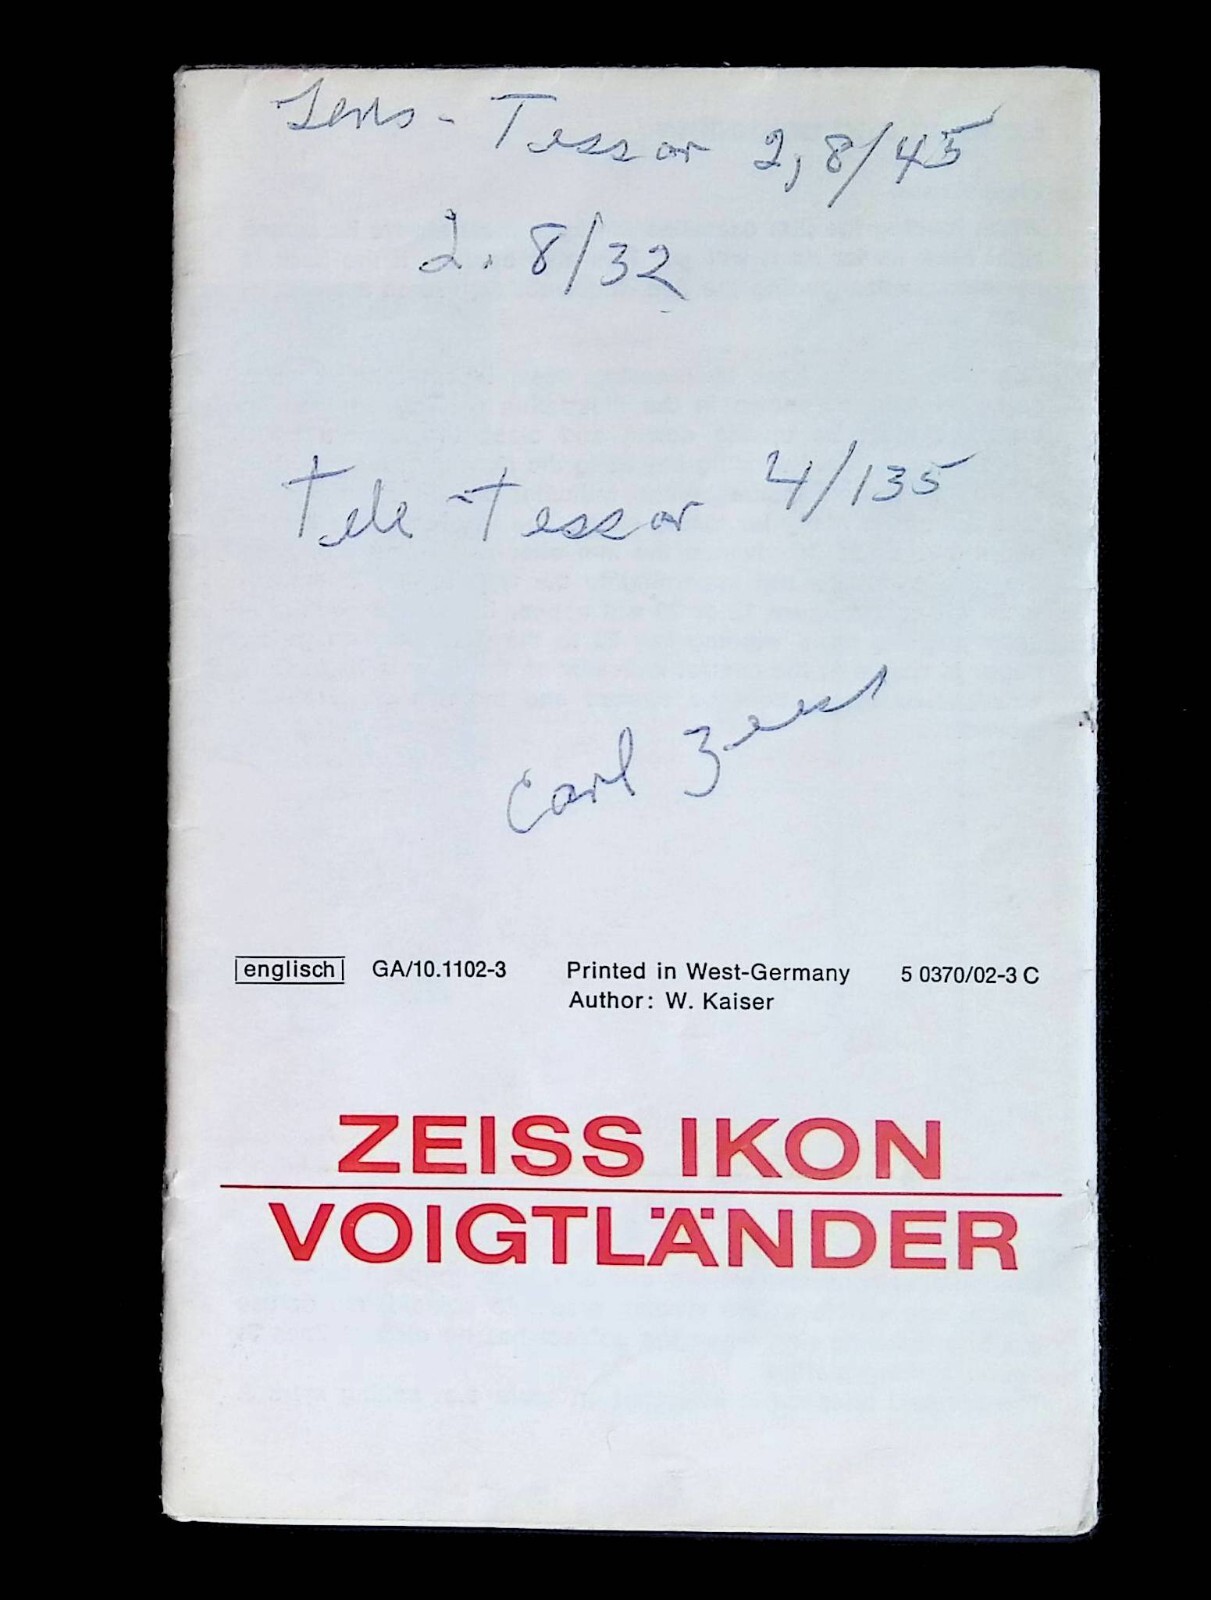 Lens - Tessar 2,8/45
2.8/32
Tele-Tessar 4/135
Carl Zeiss
englisch GA/10.1102-3 Printed in West-Germany 5 0370/02-3 C
Author: W. Kaiser
ZEISS IKON
VOIGTLÄNDER